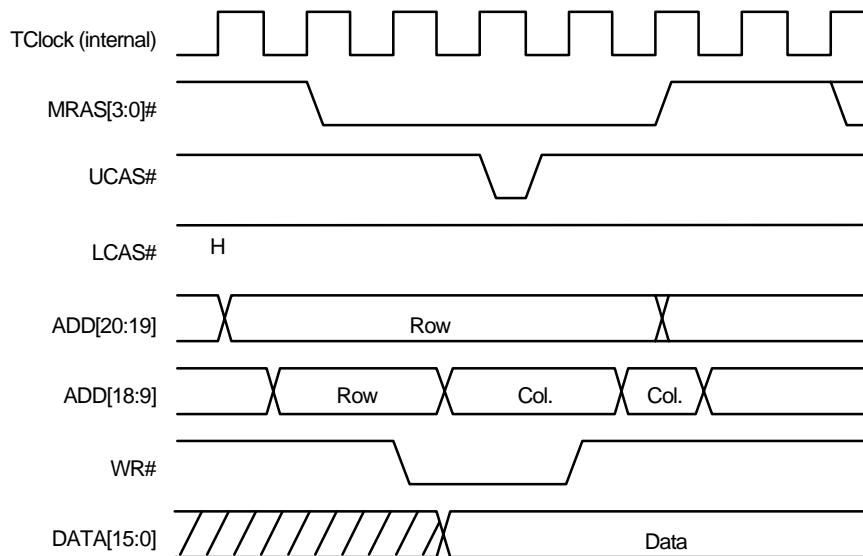 TClock (internal)
MRAS[3:0]#
UCAS#
LCAS#
H
ADD[20:19]
Row
ADD[18:9]
Row
Col.
Col.
WR#
DATA[15:0]
Data